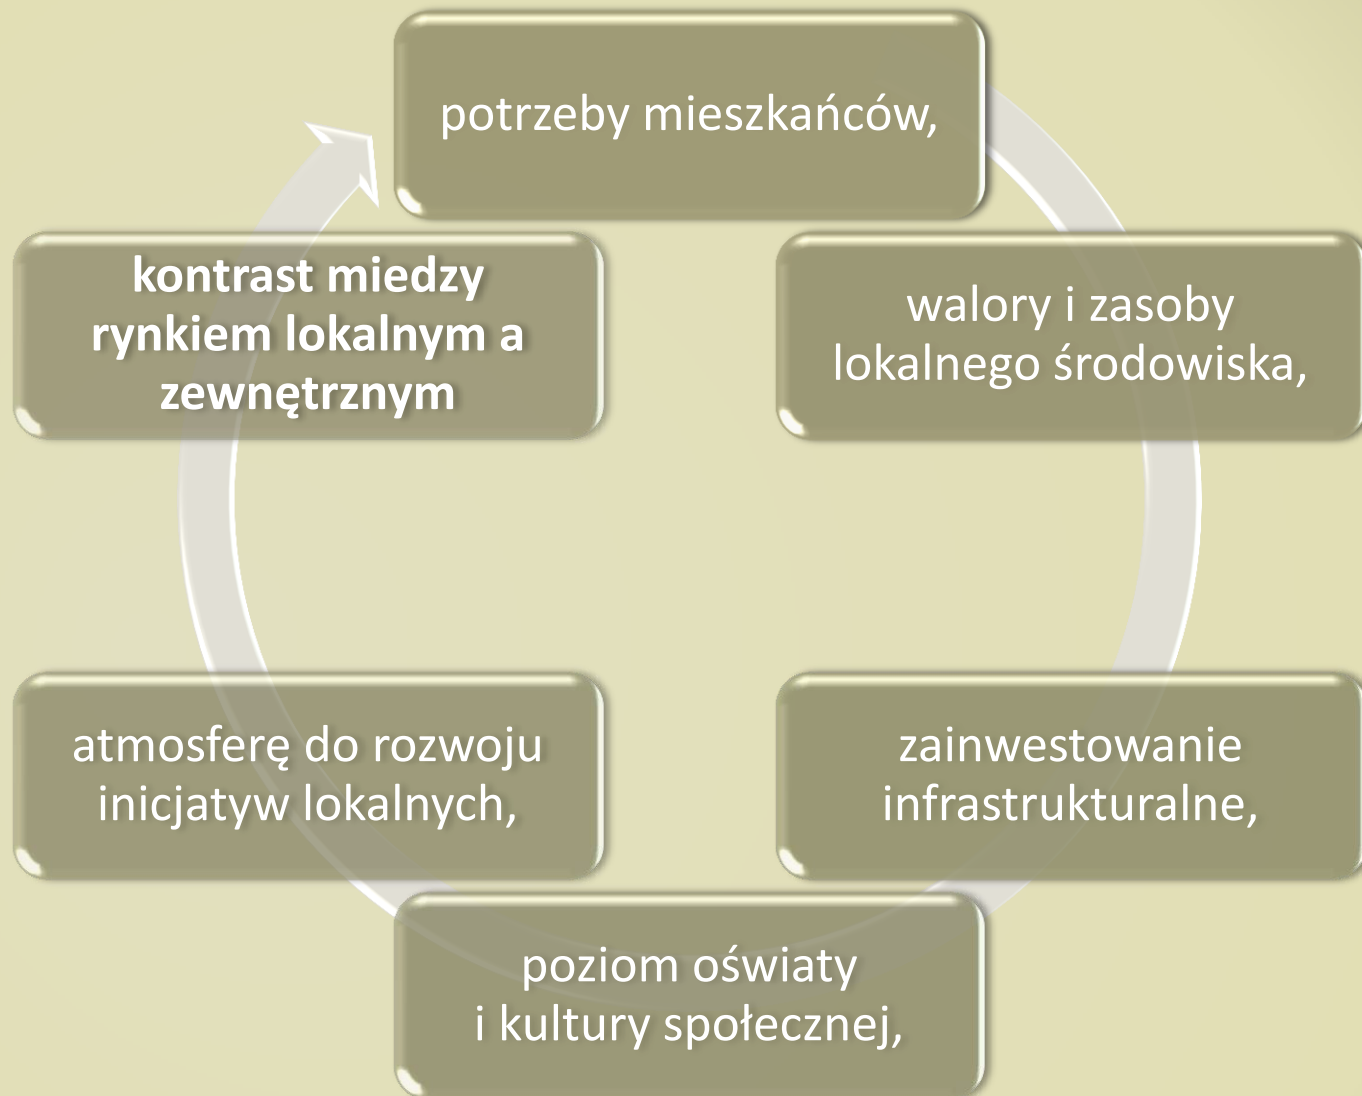 potrzeby mieszkańców,
walory i zasoby
lokalnego środowiska,
zainwestowanie
infrastrukturalne,
poziom oświaty
i kultury społecznej,
atmosferę do rozwoju
inicjatyw lokalnych,
kontrast miedzy
rynkiem lokalnym a
zewnętrznym